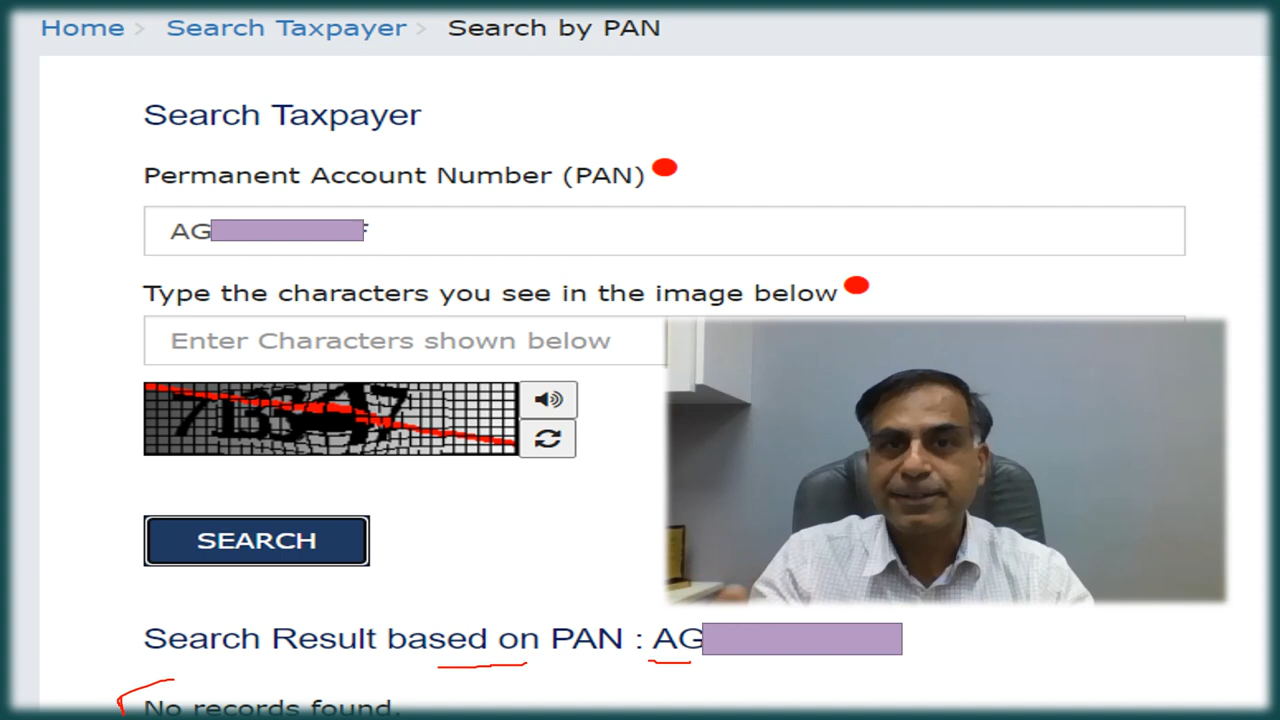 Home > Search Taxpayer > Search by PAN
Search Taxpayer
Permanent Account Number (PAN)
AG
Type the characters you see in the image below
Enter Characters shown below
SEARCH
Search Result based on PAN : AG
No records found.